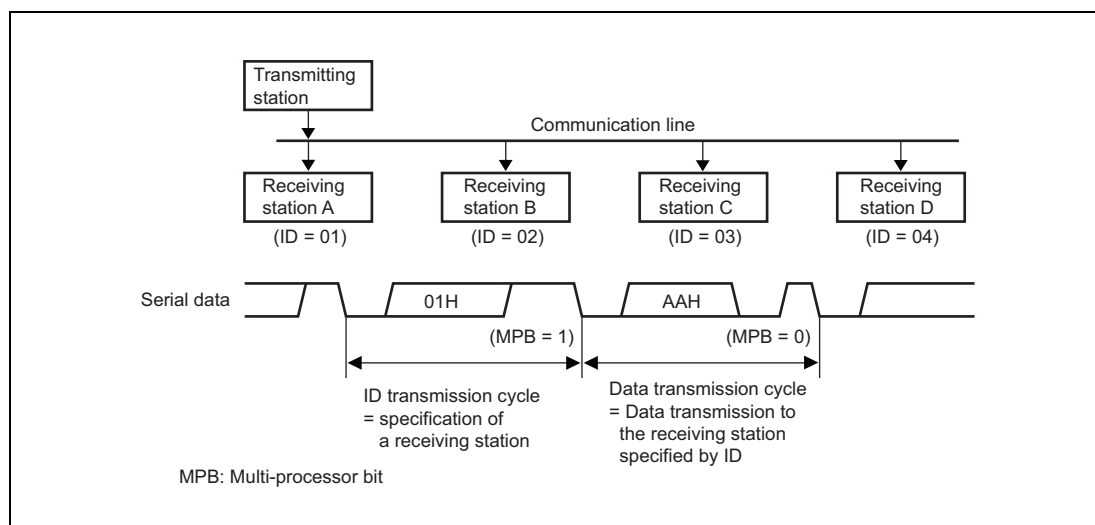 Transmitting
station
Communication line
Receiving
station A
Receiving
station B
Receiving
station C
Receiving
station D
(ID = 01)
(ID = 02)
(ID = 03)
(ID = 04)
Serial data
01H
AAH
(MPB = 1)
(MPB = 0)
ID transmission cycle
= specification of
a receiving station
Data transmission cycle
= Data transmission to
the receiving station
specified by ID
MPB: Multi-processor bit